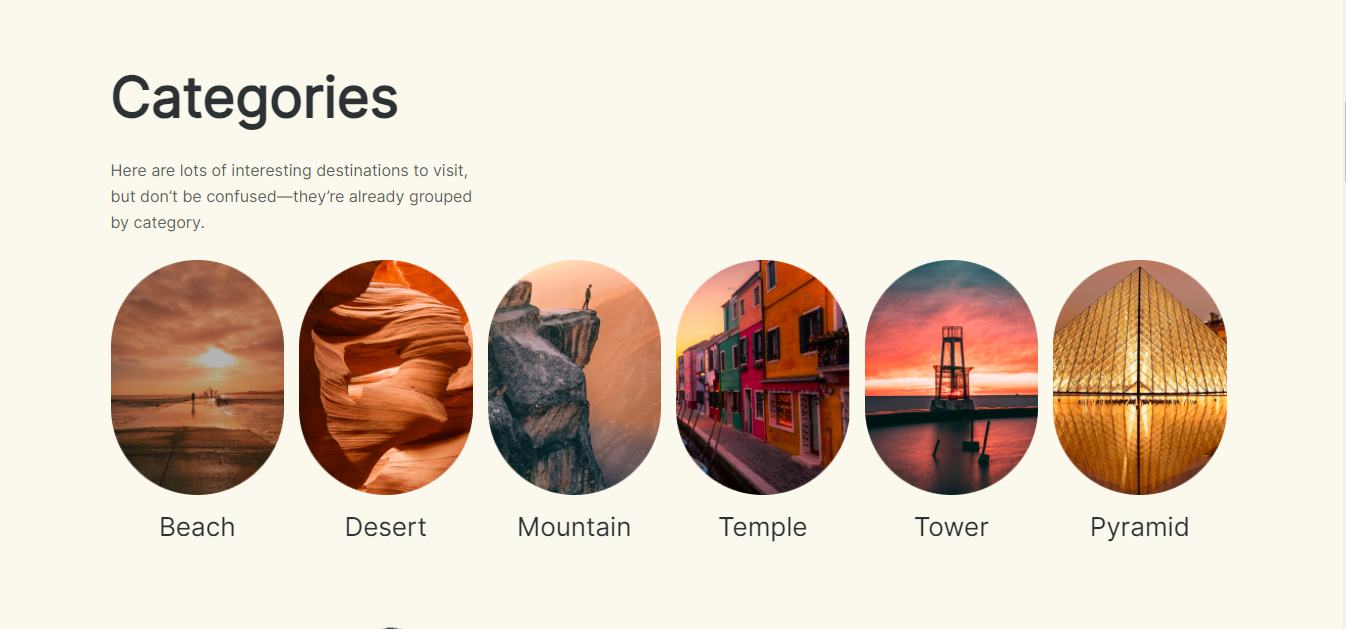 Categories
Here are lots of interesting destinations to visit,
but don’t be confused—they’re already grouped
by category.
Beach
Desert
Mountain
Temple
Tower
Pyramid